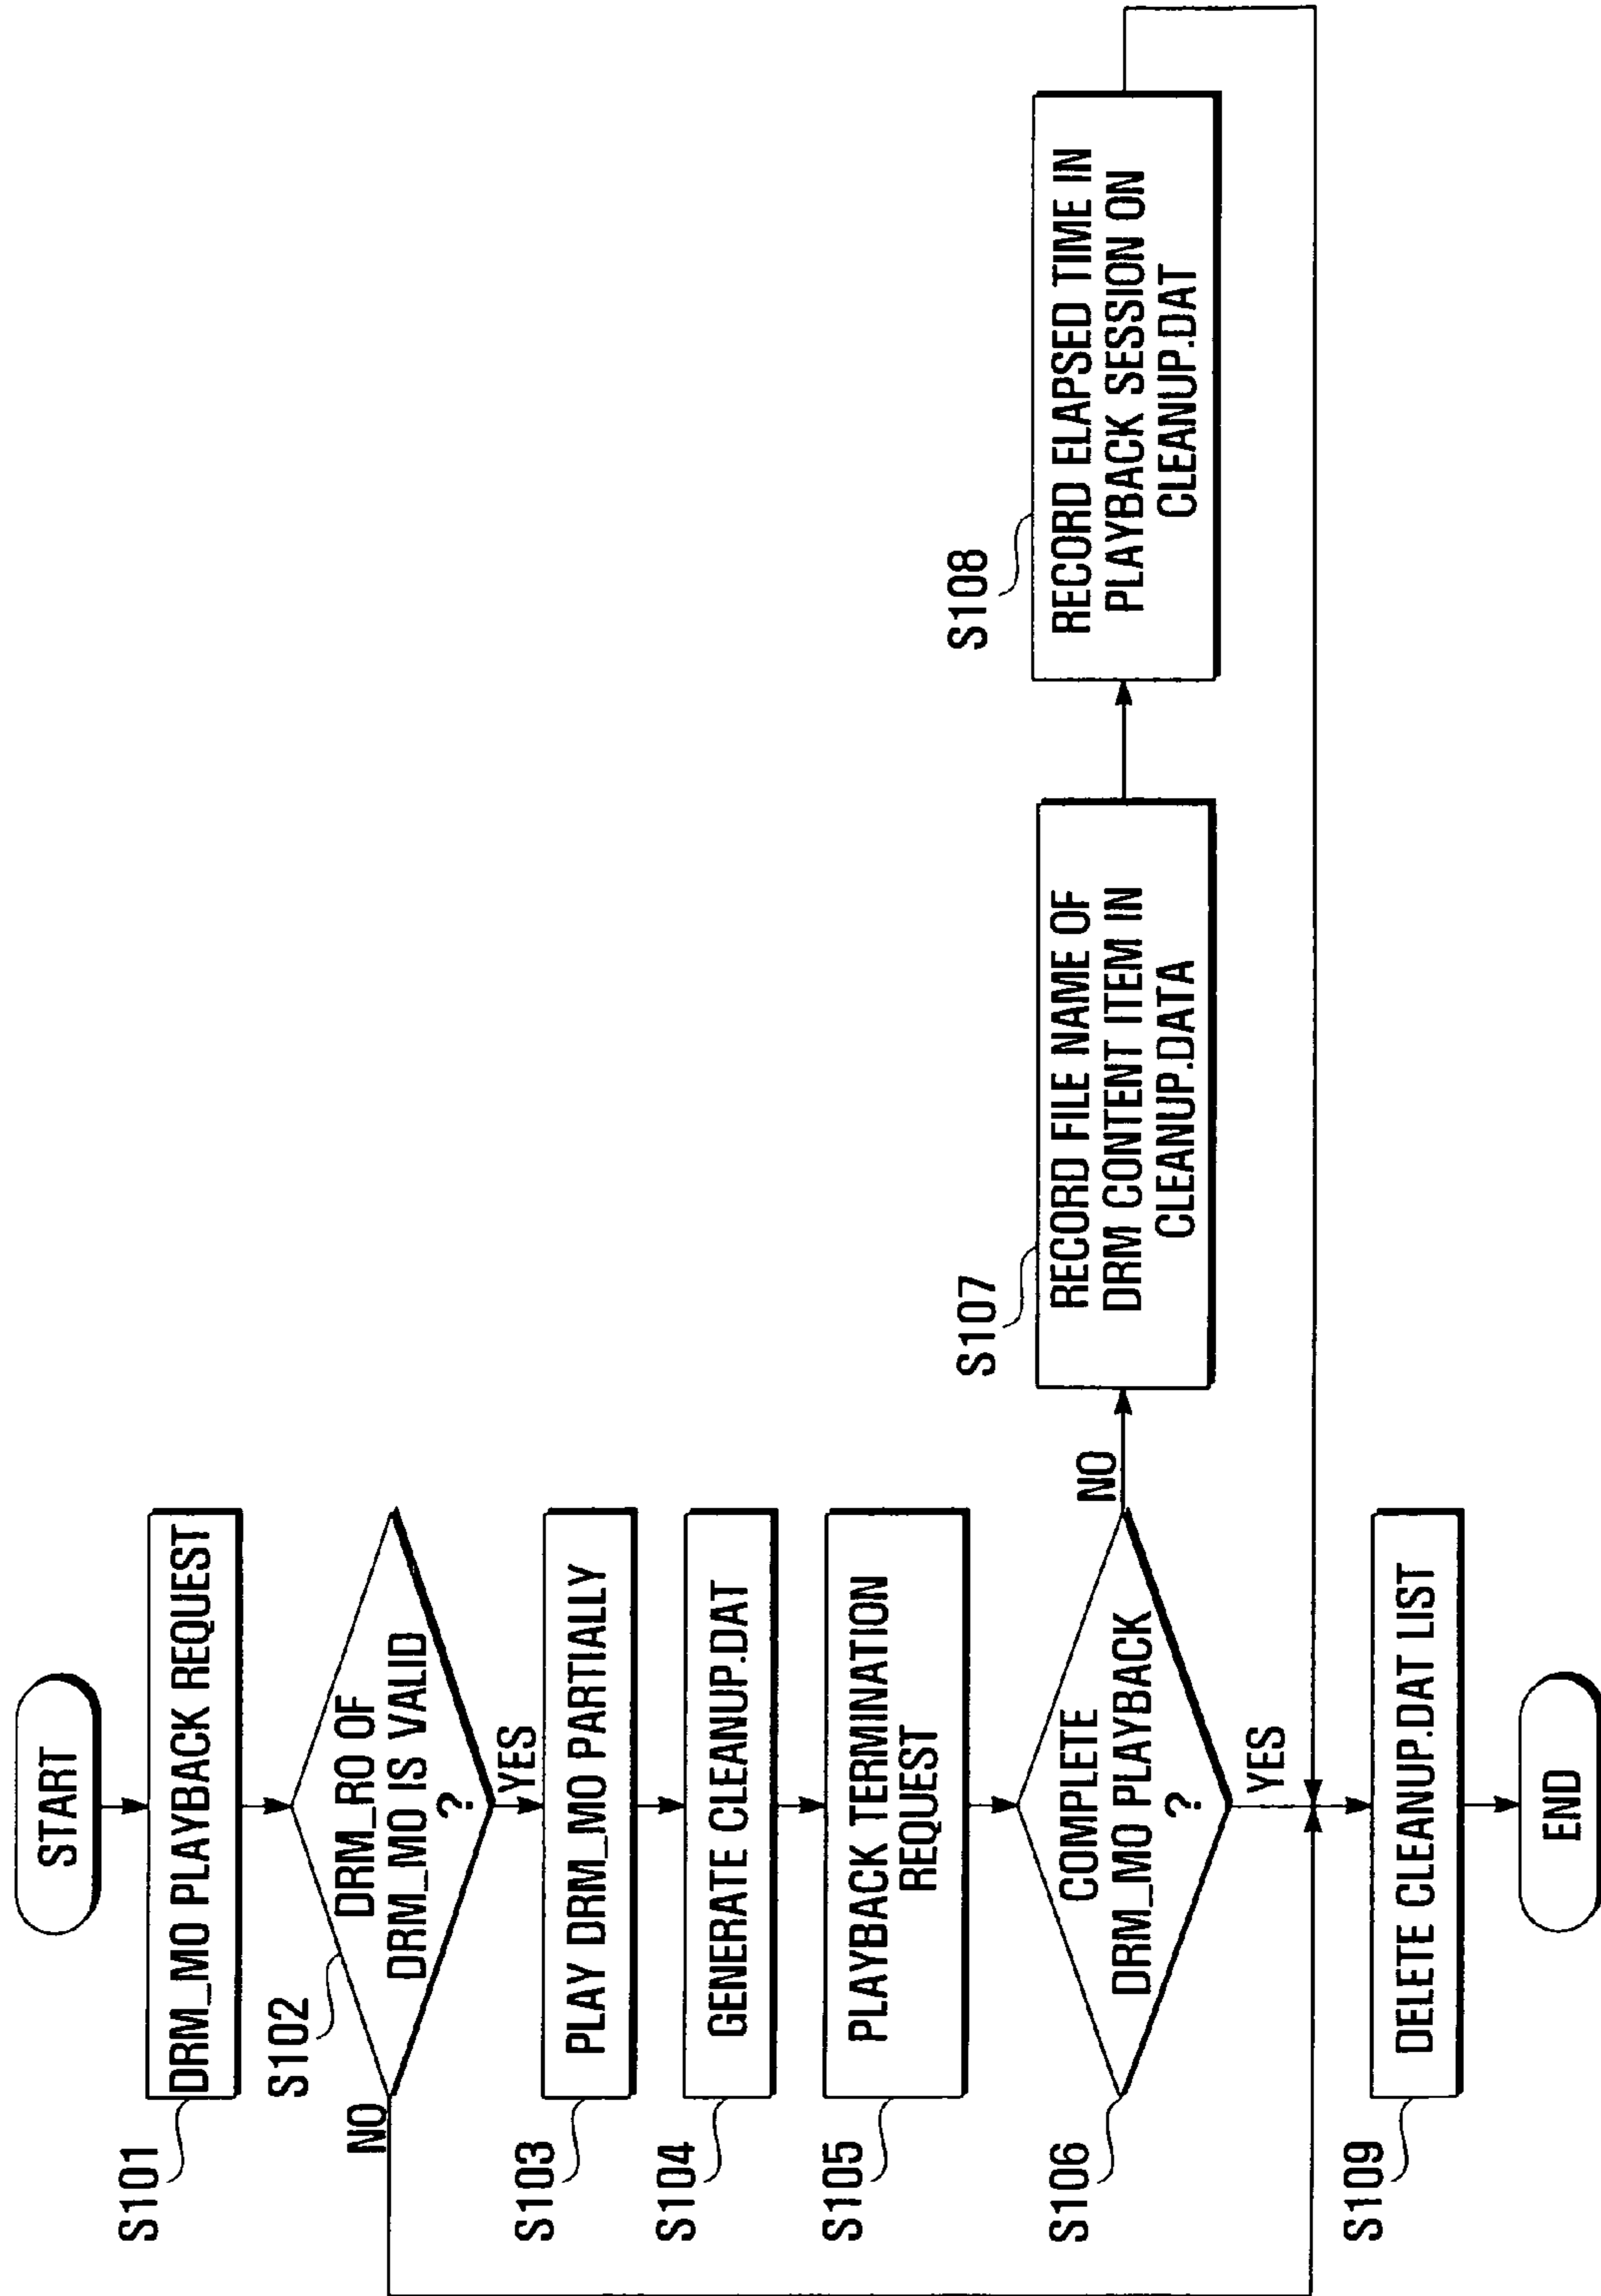 START
S101
DRM_MO PLAYBACK REQUEST
S102
DRM_RO OF
DRM_MO IS VALID
?
NO
YES
S103
PLAY DRM_MO PARTIALLY
S104
GENERATE CLEANUP.DAT
S105
PLAYBACK TERMINATION
REQUEST
S106
COMPLETE
DRM_MO PLAYBACK
?
NO
YES
S107
RECORD FILE NAME OF
DRM CONTENT ITEM IN
CLEANUP.DATA
S108
RECORD ELAPSED TIME IN
PLAYBACK SESSION ON
CLEANUP.DAT
S109
DELETE CLEANUP.DAT LIST
END